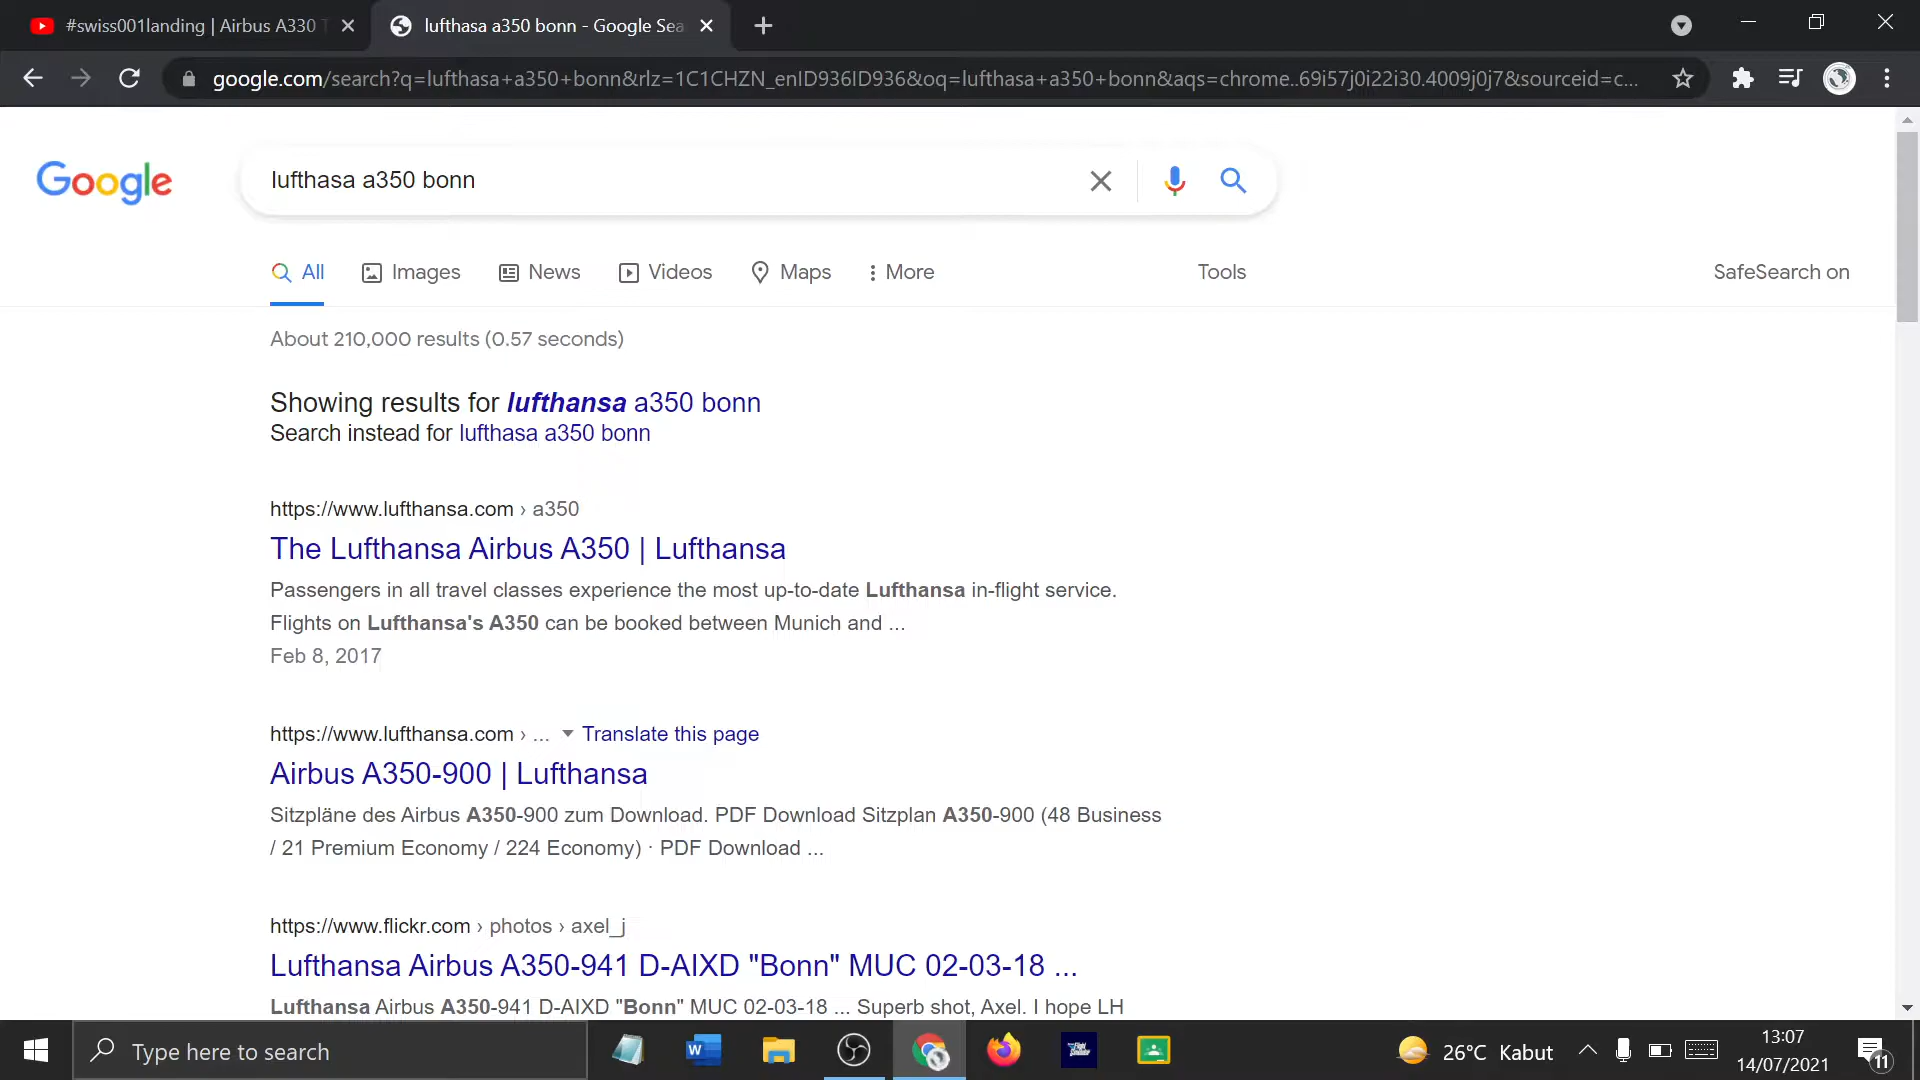 #swiss001landing | Airbus A330
lufthasa a350 bonn - Google Sea
google.com/search?q=lufthasa+a350+bonn&rlz=1C1CHZN_enID936ID936&oq=lufthasa+a350+bonn&aqs=chrome..69i57j0i22i30.4009j0j7&sourceid=c...
Google
lufthasa a350 bonn
All
Images
News
Videos
Maps
More
Tools
SafeSearch on
About 210,000 results (0.57 seconds)
Showing results for lufthansa a350 bonn
Search instead for lufthasa a350 bonn
https://www.lufthansa.com › a350
The Lufthansa Airbus A350 | Lufthansa
Passengers in all travel classes experience the most up-to-date Lufthansa in-flight service.
Flights on Lufthansa's A350 can be booked between Munich and ...
Feb 8, 2017
https://www.lufthansa.com › ... Translate this page
Airbus A350-900 | Lufthansa
Sitzpläne des Airbus A350-900 zum Download. PDF Download Sitzplan A350-900 (48 Business
/ 21 Premium Economy / 224 Economy) · PDF Download ...
https://www.flickr.com › photos › axel_j
Lufthansa Airbus A350-941 D-AIXD "Bonn" MUC 02-03-18 ...
Lufthansa Airbus A350-941 D-AIXD "Bonn" MUC 02-03-18 ... Superb shot, Axel. I hope LH
Type here to search
W
26°C Kabut
13:07
14/07/2021
11